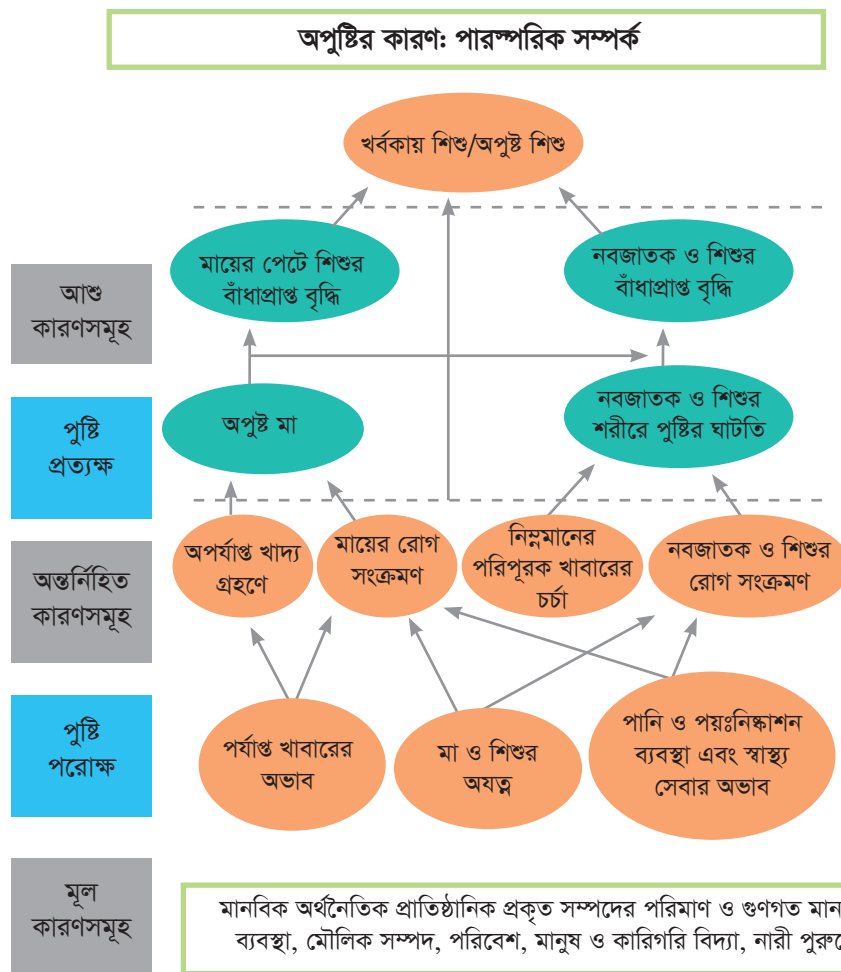 অপুষ্টির কারণ: পারস্পরিক সম্পর্ক
খর্বকায় শিশু/অপুষ্ট শিশু
মায়ের পেটে শিশুর
বাঁধাপ্রাপ্ত বৃদ্ধি
নবজাতক ও শিশুর
বাঁধাপ্রাপ্ত বৃদ্ধি
আশু
কারণসমূহ
অপুষ্ট মা
নবজাতক ও শিশুর
শরীরে পুষ্টির ঘাটতি
পুষ্টি
প্রত্যক্ষ
অপর্যাপ্ত খাদ্য
গ্রহণে
মায়ের রোগ
সংক্রমণ
নিম্নমানের
পরিপূরক খাবারের
চর্চা
নবজাতক ও শিশুর
রোগ সংক্রমণ
অন্তর্নিহিত
কারণসমূহ
পর্যাপ্ত খাবারের
অভাব
মা ও শিশুর
অযত্ন
পানি ও পয়ঃনিষ্কাশন
ব্যবস্থা এবং স্বাস্থ্য
সেবার অভাব
পুষ্টি
পরোক্ষ
মূল
কারণসমূহ
মানবিক অর্থনৈতিক প্রাতিষ্ঠানিক প্রকৃত সম্পদের পরিমাণ ও গুণগত মান
ব্যবস্থা, মৌলিক সম্পদ, পরিবেশ, মানুষ ও কারিগরি বিদ্যা, নারী